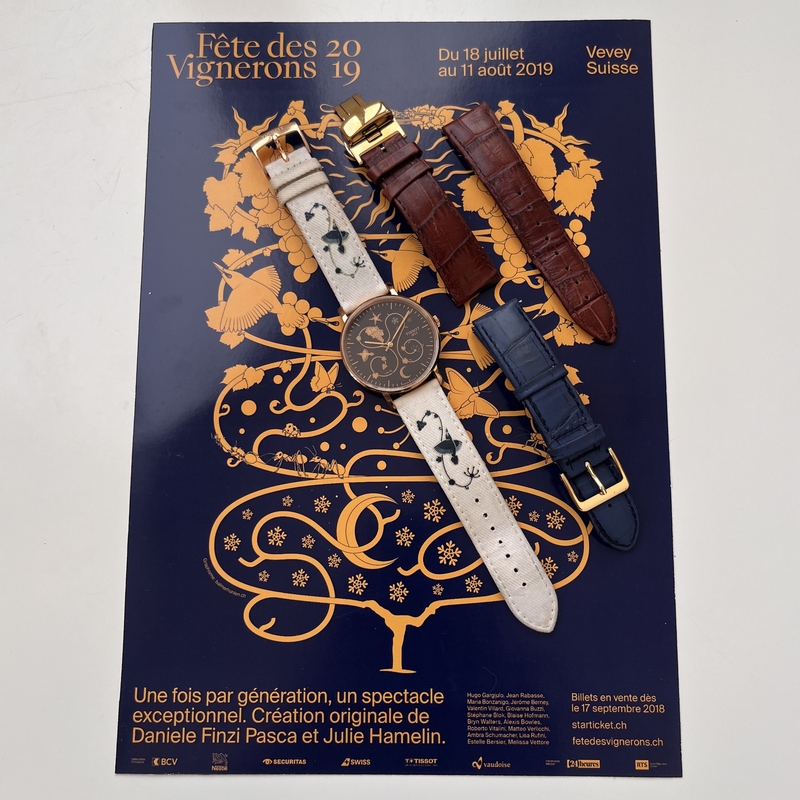 Fête des 20
Vignerons 19
Du 18 juillet
au 11 août 2019
Vevey
Suisse
TISSOT
Une fois par génération, un spectacle
exceptionnel. Création originale de
Daniele Finzi Pasca et Julie Hamelin.
Hugo Gargiulo, Jean Rabasse,
Maria Bonzanigo, Jérôme Berney,
Valentin Villard, Giovanna Buzzi,
Stéphane Blok, Blaise Hofmann,
Bryn Walters, Alexis Bowles,
Roberto Vitalini, Matteo Verlicchi,
Ambra Schumacher, Lisa Rufini,
Estelle Bersier, Melissa Vettore
Billets en vente dès
le 17 septembre 2018
starticket.ch
fetedesvignerons.ch
BCV
Nestlé
SECURITAS
SWISS
T+TISSOT
vaudoise
24heures
RTS